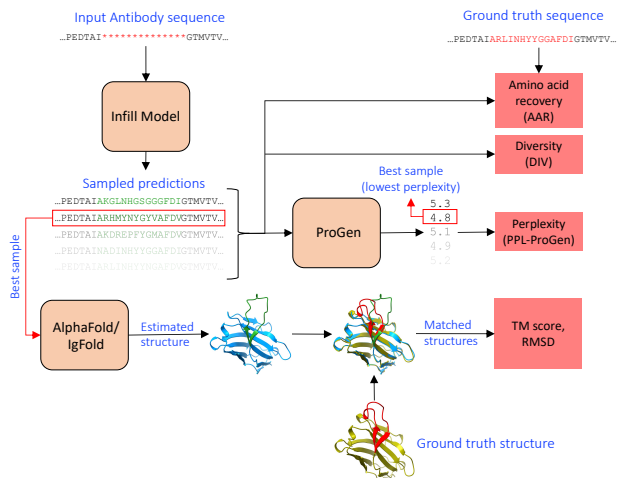 Input Antibody sequence
…PEDTAI**************GTMVTV…
Ground truth sequence
…PEDTAIARLINHYYGGAFDIGTMVTV…
Infill Model
Amino acid
recovery
(AAR)
Diversity
(DIV)
Sampled predictions
…PEDTAIAKGLNHGSGGGFDIGTMVTV…
…PEDTAIARHMYNYGYVAFDVGTMVTV…
…PEDTAIAKDREPFYGMAFDVGTMVTV…
…PEDTAIHADINHYYNGAFDVGTMVTV…
Best sample
(lowest perplexity)
5.3
4.8
5.1
4.9
5.2
ProGen
Perplexity
(PPL-ProGen)
Best sample
AlphaFold/
IgFold
Estimated
structure
Matched
structures
TM score,
RMSD
Ground truth structure